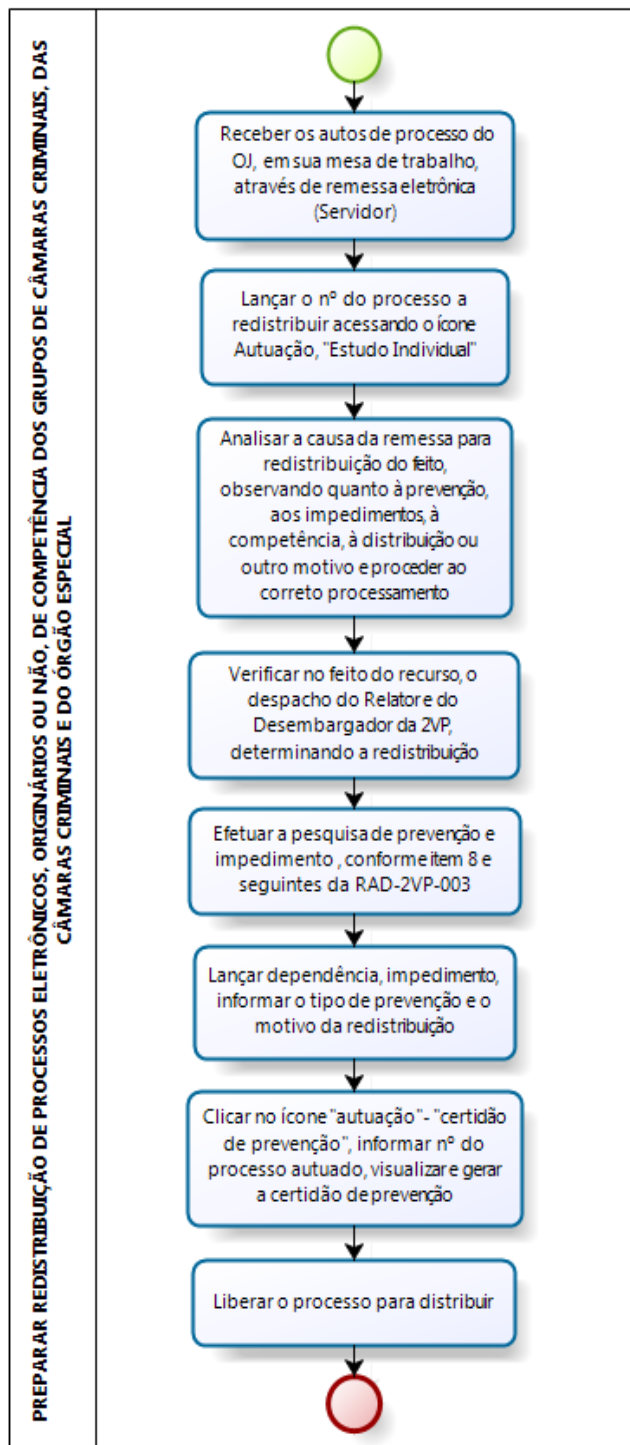 PREPARAR REDISTRIBUIÇÃO DE PROCESSOS ELETRÔNICOS, ORIGINÁRIOS OU NÃO, DE COMPETÊNCIA DOS GRUPOS DE CÂMARAS CRIMINAIS, DAS
CÂMARAS CRIMINAIS E DO ÓRGÃO ESPECIAL
Receber os autos de processo do
OJ, em sua mesa de trabalho,
através de remessa eletrônica
(Servidor)
Lançar o nº do processo a
redistribuir acessando o ícone
Autuação, "Estudo Individual"
Analisar a causa da remessa para
redistribuição do feito,
observando quanto à prevenção,
aos impedimentos, à
competência, à distribuição ou
outro motivo e proceder ao
correto processamento
Verificar no feito do recurso, o
despacho do Relator e do
Desembargador da 2VP,
determinando a redistribuição
Efetuar a pesquisa de prevenção e
impedimento , conforme item 8 e
seguintes da RAD-2VP-003
Lançar dependência, impedimento,
informar o tipo de prevenção e o
motivo da redistribuição
Clicar no ícone "autuação"- "certidão
de prevenção", informar nº do
processo autuado, visualizar e gerar
a certidão de prevenção
Liberar o processo para distribuir